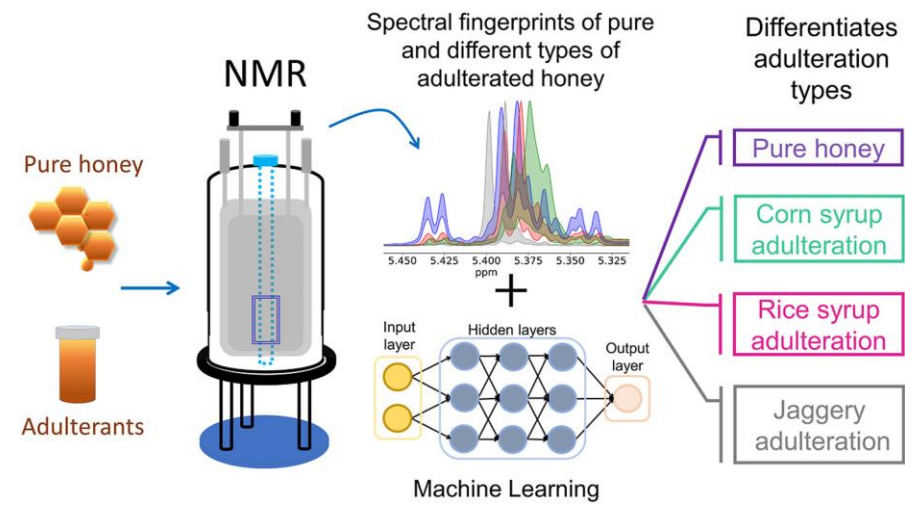 NMR
Pure honey
Adulterants
Spectral fingerprints of pure
and different types of
adulterated honey
5.450 5.425 5.400 5.375 5.350 5.325
ppm
+
Input
layer
Hidden layers
Output
layer
Machine Learning
Differentiates
adulteration
types
Pure honey
Corn syrup
adulteration
Rice syrup
adulteration
Jaggery
adulteration